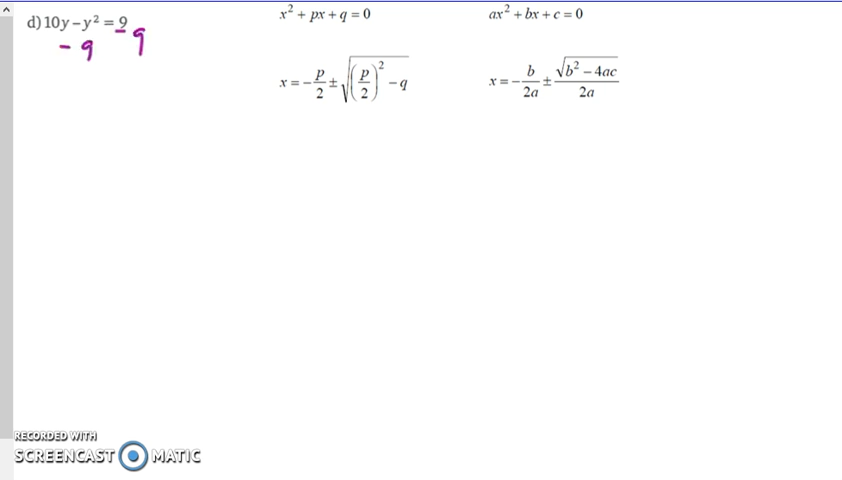 d) 10y – y² = 9
– 9 – 9
x² + px + q = 0
x = – p/2 ± √((p/2)² – q)
ax² + bx + c = 0
x = – b/2a ± √(b² – 4ac)/2a
RECORDED WITH
SCREENCAST MATIC